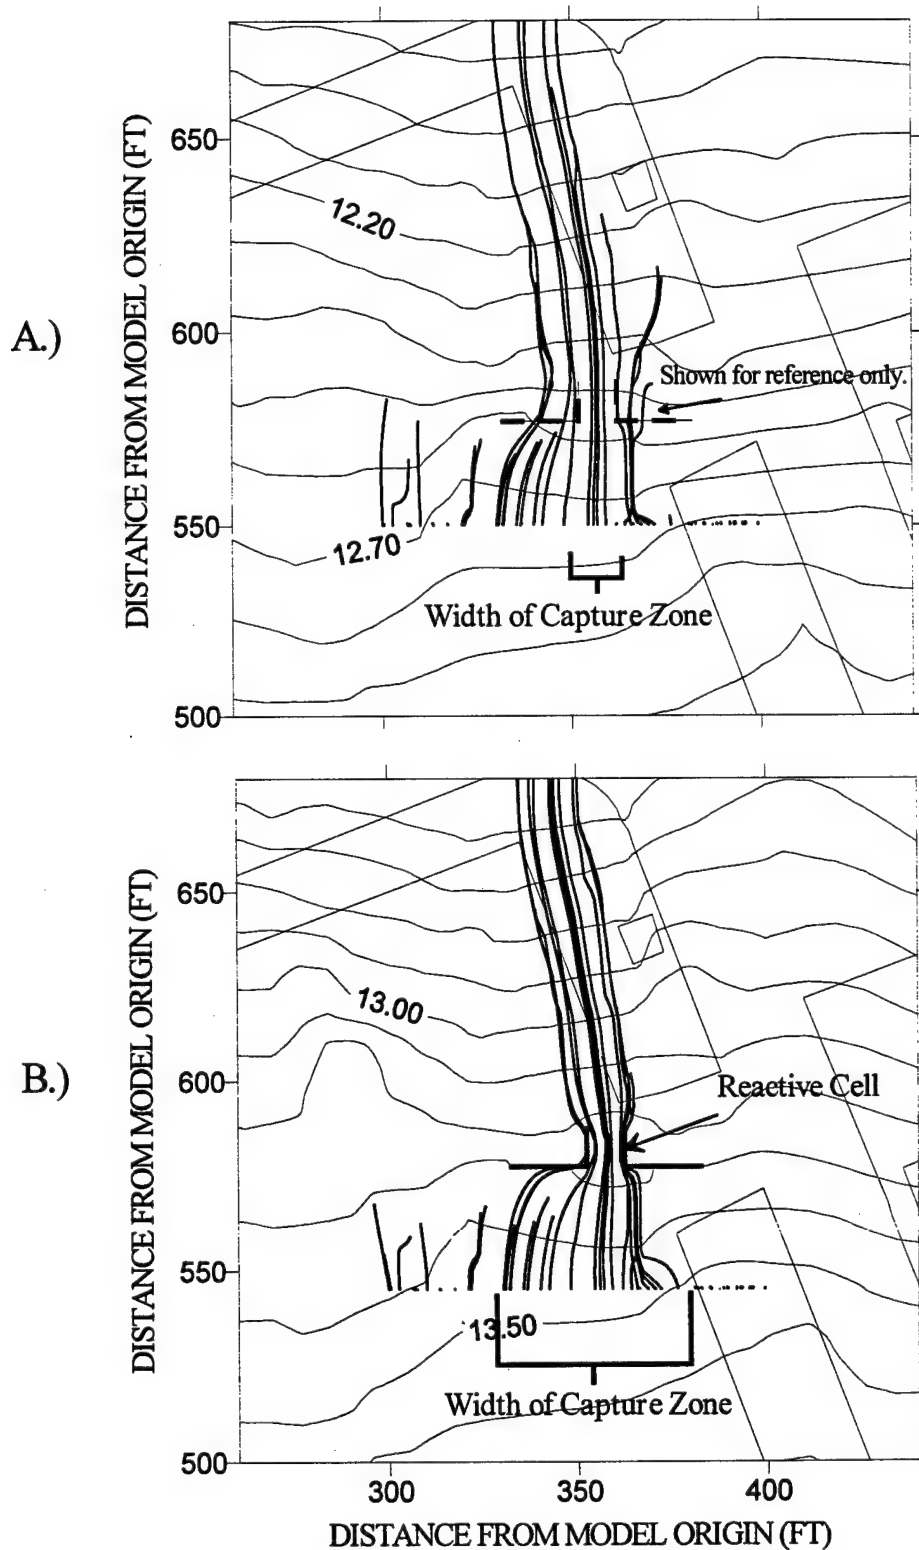 A.)
DISTANCE FROM MODEL ORIGIN (FT)
650
600
550
500
12.20
Shown for reference only.
12.70
Width of Capture Zone
B.)
DISTANCE FROM MODEL ORIGIN (FT)
650
600
550
500
13.00
Reactive Cell
13.50
Width of Capture Zone
300
350
400
DISTANCE FROM MODEL ORIGIN (FT)